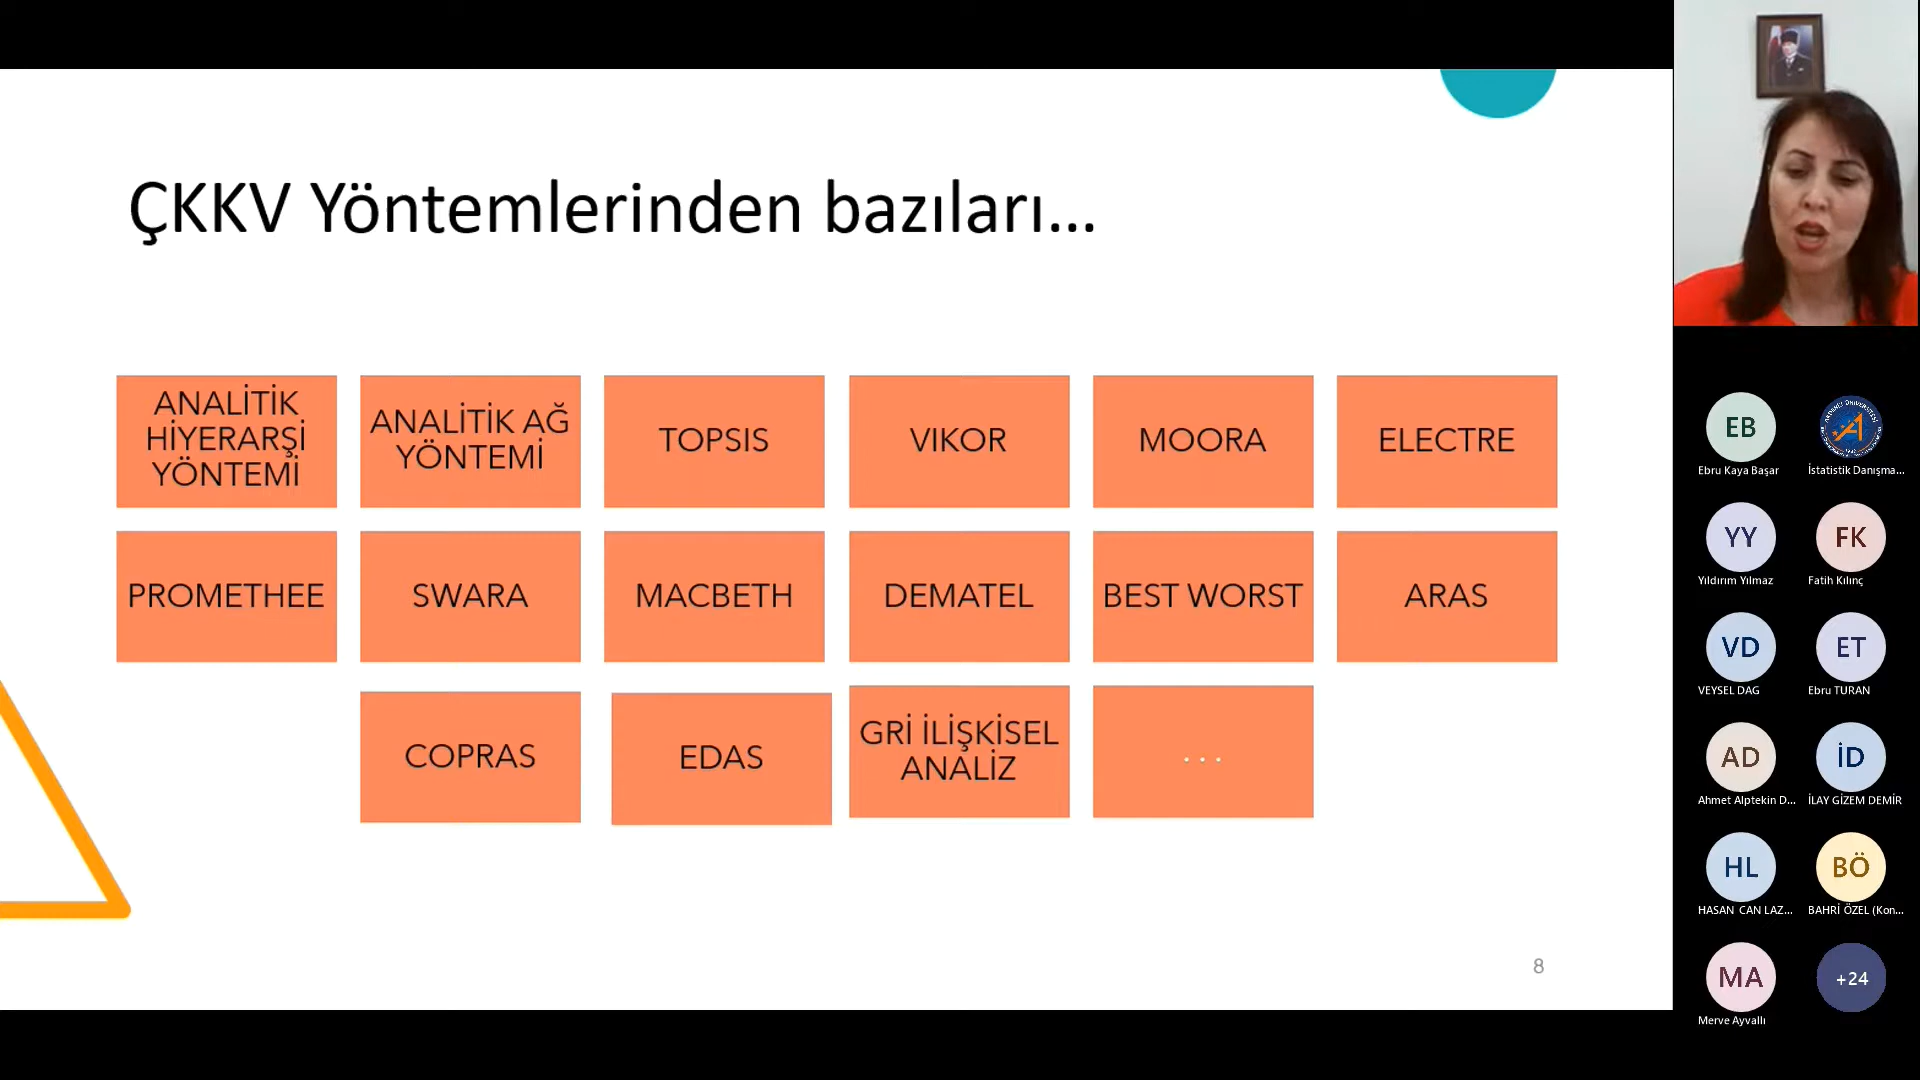 ÇKKV Yöntemlerinden bazıları...
ANALİTİK
HİYERARŞİ
YÖNTEMİ
ANALİTİK AĞ
YÖNTEMİ
TOPSIS
VIKOR
MOORA
ELECTRE
PROMETHEE
SWARA
MACBETH
DEMATEL
BEST WORST
ARAS
COPRAS
EDAS
GRİ İLİŞKİSEL
ANALİZ
...
8
EB
Ebru Kaya Başar
İstatistik Danışma...
YY
Yıldırım Yılmaz
FK
Fatih Kılınç
VD
VEYSEL DAG
ET
Ebru TURAN
AD
Ahmet Alptekin D...
İD
İLAY GİZEM DEMİR
HL
HASAN CAN LAZ...
BÖ
BAHRİ ÖZEL (Kon...
MA
Merve Ayvallı
+24